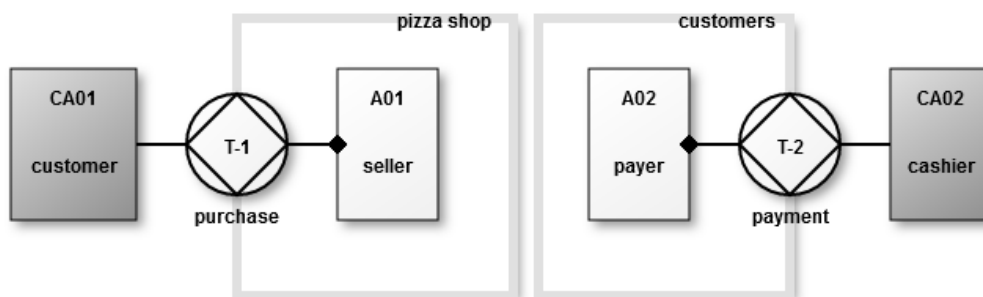 pizza shop
customers
CA01
customer
T-1
purchase
A01
seller
A02
payer
T-2
payment
CA02
cashier